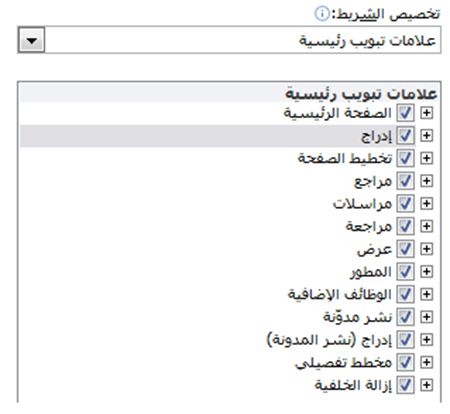 تخصيص الشريط:
علامات تبويب رئيسية
علامات تبويب رئيسية
الصفحة الرئيسية
إدراج
تخطيط الصفحة
مراجع
مراسلات
مراجعة
عرض
المطور
الوظائف الإضافية
نشر مدوّنة
إدراج (نشر المدونة)
مخطط تفصيلي
إزالة الخلفية